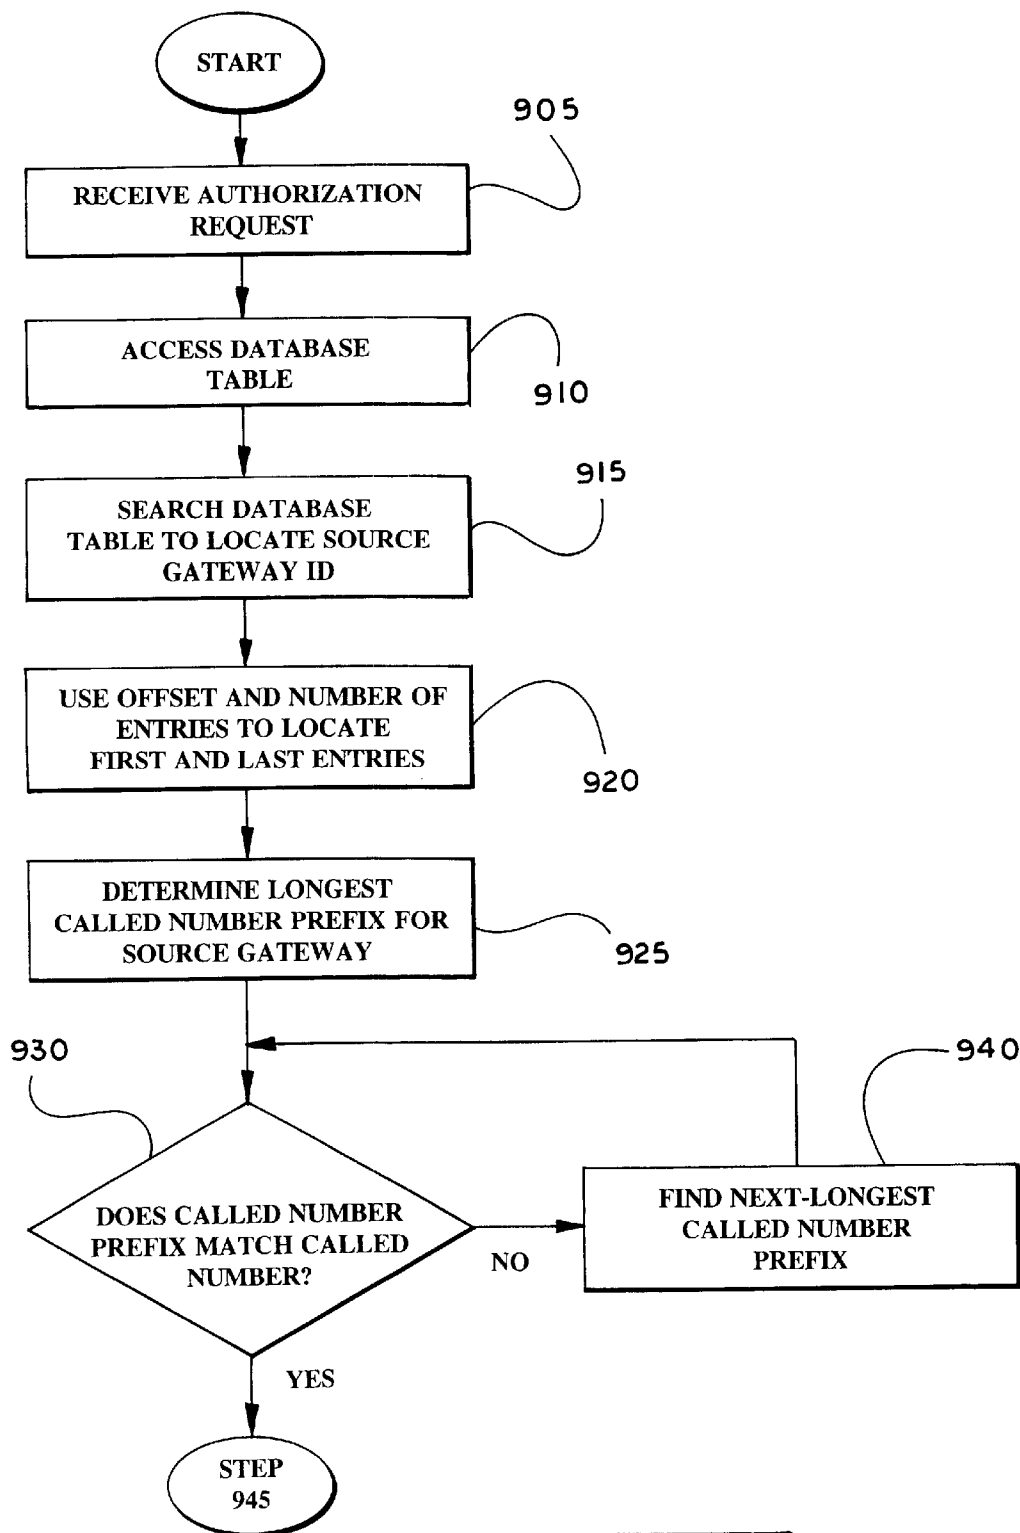 START
905
RECEIVE AUTHORIZATION
REQUEST
ACCESS DATABASE
TABLE
910
915
SEARCH DATABASE
TABLE TO LOCATE SOURCE
GATEWAY ID
USE OFFSET AND NUMBER OF
ENTRIES TO LOCATE
FIRST AND LAST ENTRIES
920
DETERMINE LONGEST
CALLED NUMBER PREFIX FOR
SOURCE GATEWAY
925
930
940
DOES CALLED NUMBER
PREFIX MATCH CALLED
NUMBER?
NO
FIND NEXT-LONGEST
CALLED NUMBER
PREFIX
YES
STEP
945